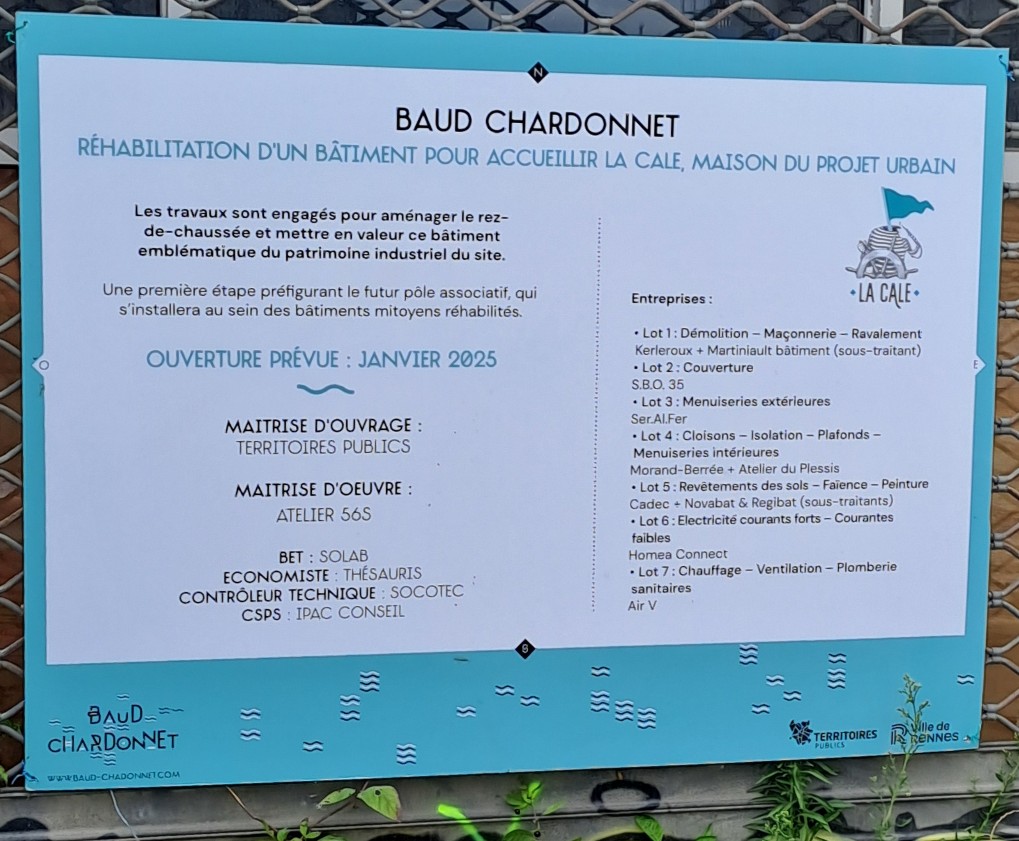 N
BAUD CHARDONNET
RÉHABILITATION D'UN BÂTIMENT POUR ACCUEILLIR LA CALE, MAISON DU PROJET URBAIN
Les travaux sont engagés pour aménager le rez-
de-chaussée et mettre en valeur ce bâtiment
emblématique du patrimoine industriel du site.
Une première étape préfigurant le futur pôle associatif, qui
s'installera au sein des bâtiments mitoyens réhabilités.
OUVERTURE PRÉVUE : JANVIER 2025
O
MAITRISE D'OUVRAGE :
TERRITOIRES PUBLICS
MAITRISE D'OEUVRE :
ATELIER 56S
BET : SOLAB
ECONOMISTE : THÉSAURIS
CONTRÔLEUR TECHNIQUE : SOCOTEC
CSPS : IPAC CONSEIL
LA CALE
Entreprises :
• Lot 1 : Démolition – Maçonnerie – Ravalement
Kerleroux + Martiniault bâtiment (sous-traitant)
• Lot 2 : Couverture
S.B.O. 35
E
• Lot 3 : Menuiseries extérieures
Ser.Al.Fer
• Lot 4 : Cloisons – Isolation – Plafonds –
Menuiseries intérieures
Morand-Berrée + Atelier du Plessis
• Lot 5 : Revêtements des sols – Faïence – Peinture
Cadec + Novabat & Regibat (sous-traitants)
• Lot 6 : Electricité courants forts – Courantes
faibles
Homea Connect
• Lot 7 : Chauffage – Ventilation – Plomberie
sanitaires
Air V
S
BAUD
CHARDONNET
WWW.BAUD-CHADONNET.COM
TERRITOIRES
PUBLICS
Ville de
Rennes